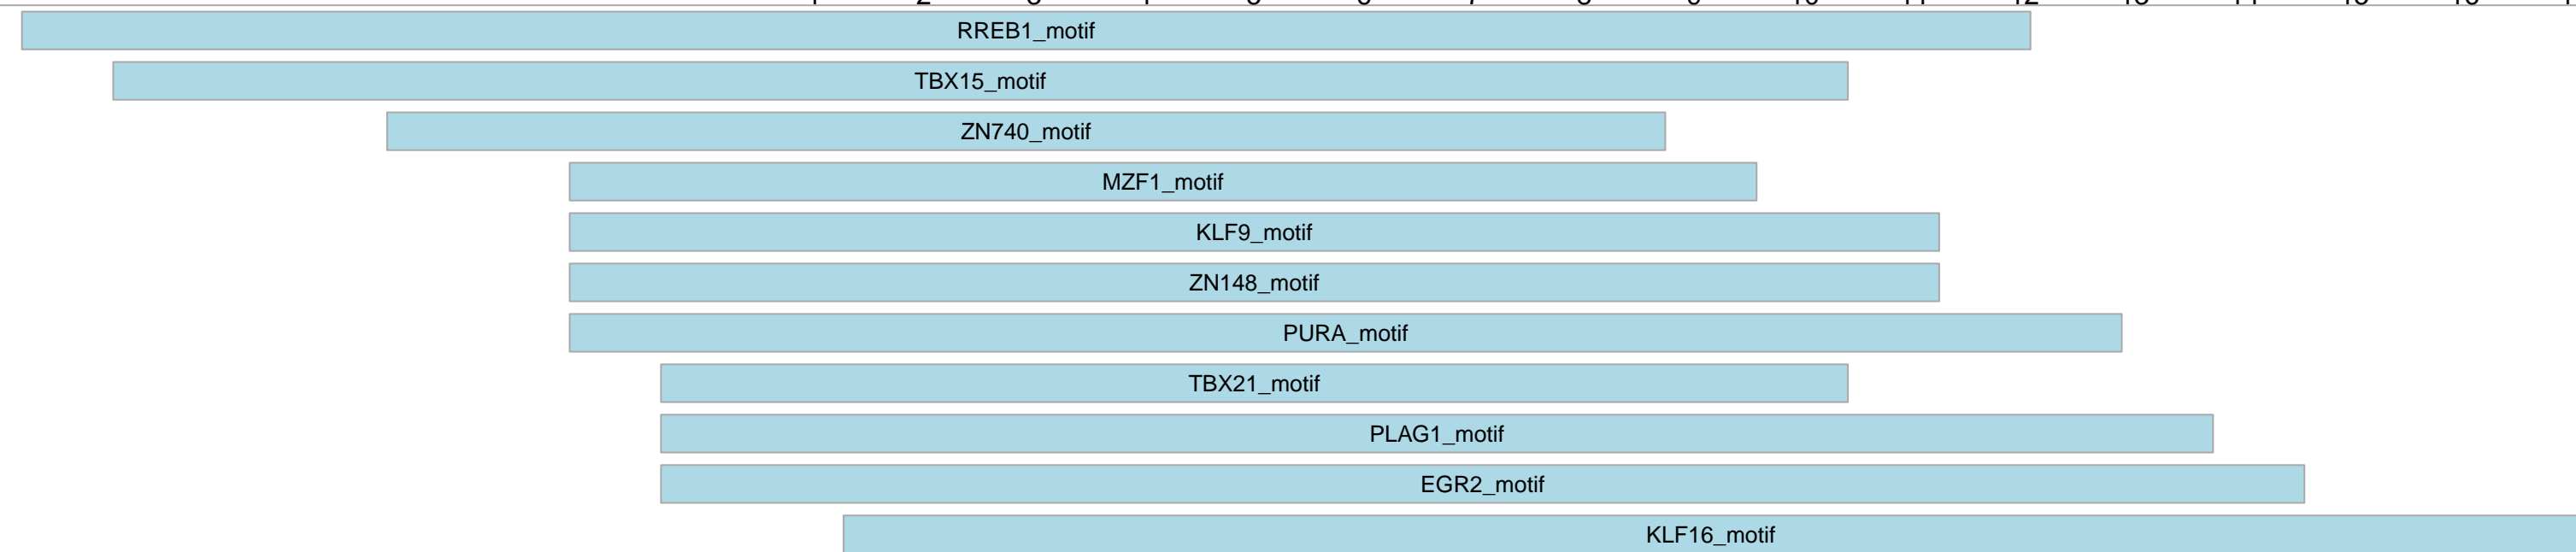 RREB1_motif
TBX15_motif
ZN740_motif
MZF1_motif
KLF9_motif
ZN148_motif
PURA_motif
TBX21_motif
PLAG1_motif
EGR2_motif
KLF16_motif